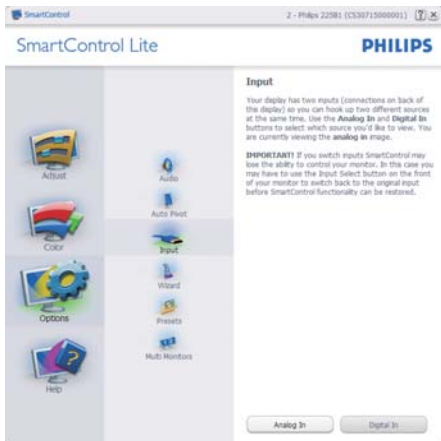 SmartControl
2 - Philips 225B1 (CS30715000001)
SmartControl Lite
PHILIPS
Adjust
Color
Options
Help
Audio
Auto Pivot
Input
Wizard
Presets
Multi Monitors
Input
Your display has two inputs (connections on back of
this display) so you can hook up two different sources
at the same time. Use the Analog In and Digital In
buttons to select which source you'd like to view. You
are currently viewing the analog in image.
IMPORTANT! If you switch inputs SmartControl may
lose the ability to control your monitor. In this case you
may have to use the Input Select button on the front
of your monitor to switch back to the original input
before SmartControl functionality can be restored.
Analog In
Digital In